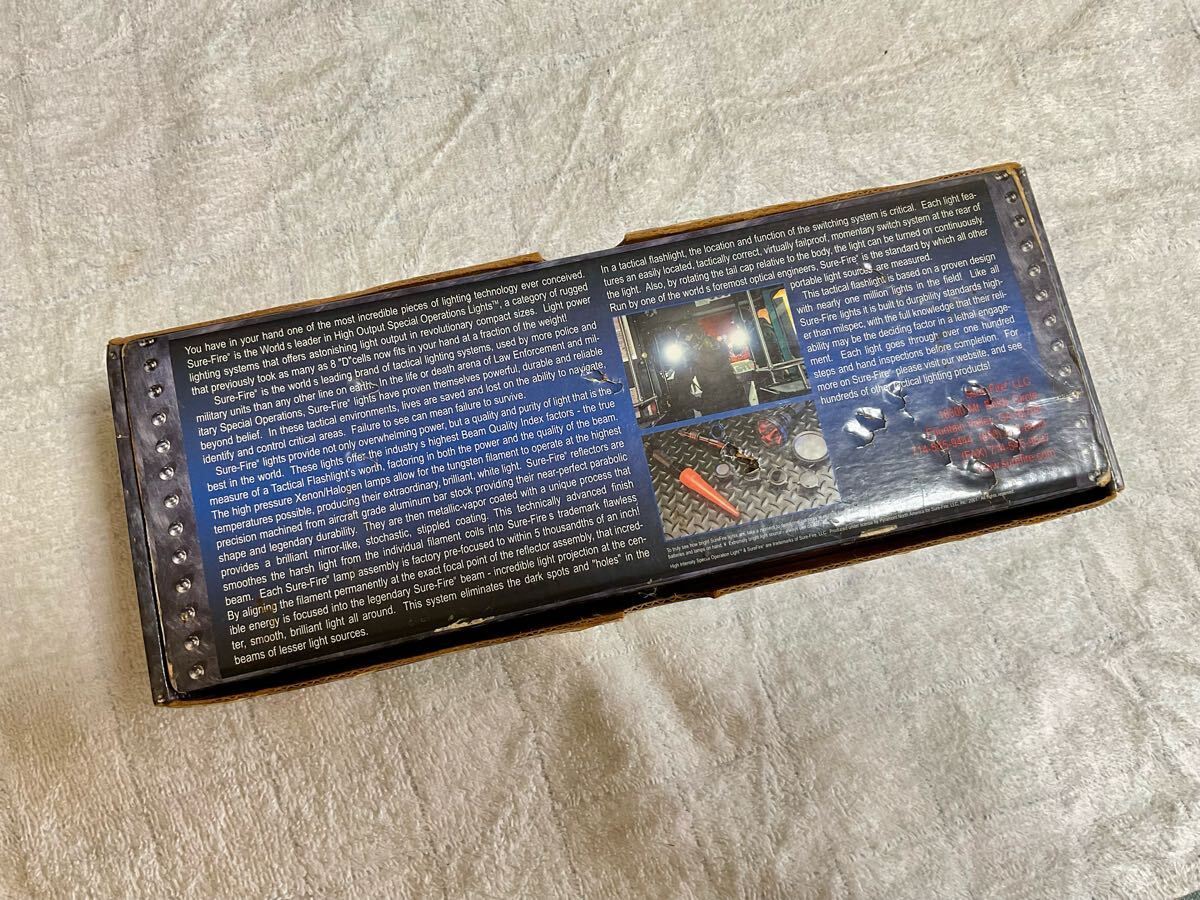 You have in your hand one of the most incredible pieces of lighting technology ever conceived.
Sure-Fire® is the World's leader in High Output Special Operations Lights™, a category of rugged
lighting systems that offers astonishing light output in revolutionary compact sizes. Light power
that previously took as many as 8 "D"cells now fits in your hand at a fraction of the weight!
Sure-Fire® is the world's leading brand of tactical lighting systems, used by more police and
military units than any other line on earth. In the life or death arena of Law Enforcement and mil-
itary Special Operations, Sure-Fire® lights have proven themselves powerful, durable and reliable
beyond belief. In these tactical environments, lives are saved and lost on the ability to navigate,
identify and control critical areas. Failure to see can mean failure to survive.
Sure-Fire® lights provide not only overwhelming power, but a quality and purity of light that is the
best in the world. These lights offer the industry's highest Beam Quality Index factors - the true
measure of a Tactical Flashlight's worth, factoring in both the power and the quality of the beam.
The high pressure Xenon/Halogen lamps allow for the tungsten filament to operate at the highest
temperatures possible, producing their extraordinary, brilliant, white light. Sure-Fire® reflectors are
precision machined from aircraft grade aluminum bar stock providing their near-perfect parabolic
shape and legendary durability. They are then metallic-vapor coated with a unique process that
provides a brilliant mirror-like, stochastic, stippled coating. This technically advanced finish
smoothes the harsh light from the individual filament coils into Sure-Fire's trademark flawless
beam. Each Sure-Fire® lamp assembly is factory pre-focused to within 5 thousandths of an inch!
By aligning the filament permanently at the exact focal point of the reflector assembly, that incred-
ible energy is focused into the legendary Sure-Fire® beam - incredible light projection at the cen-
ter, smooth, brilliant light all around. This system eliminates the dark spots and "holes" in the
beams of lesser light sources.
In a tactical flashlight, the location and function of the switching system is critical. Each light fea-
tures an easily located, tactically correct, virtually failproof, momentary switch system at the rear of
the light. Also, by rotating the tail cap relative to the body, the light can be turned on continuously.
Run by one of the world's foremost optical engineers, Sure-Fire® is the standard by which all other
portable light sources are measured.
This tactical flashlight is based on a proven design
with nearly one million lights in the field! Like all
Sure-Fire lights it is built to durability standards high-
er than milspec, with the full knowledge that their reli-
ability may be the deciding factor in a lethal engage-
ment. Each light goes through over one hundred
steps and hand inspections before completion. For
more on Sure-Fire® please visit our website, and see
hundreds of other tactical lighting products!
LLC
www.surefire.com
High Intensity Special Operation Light® & SureFire® are trademarks of Sure-Fire, LLC.